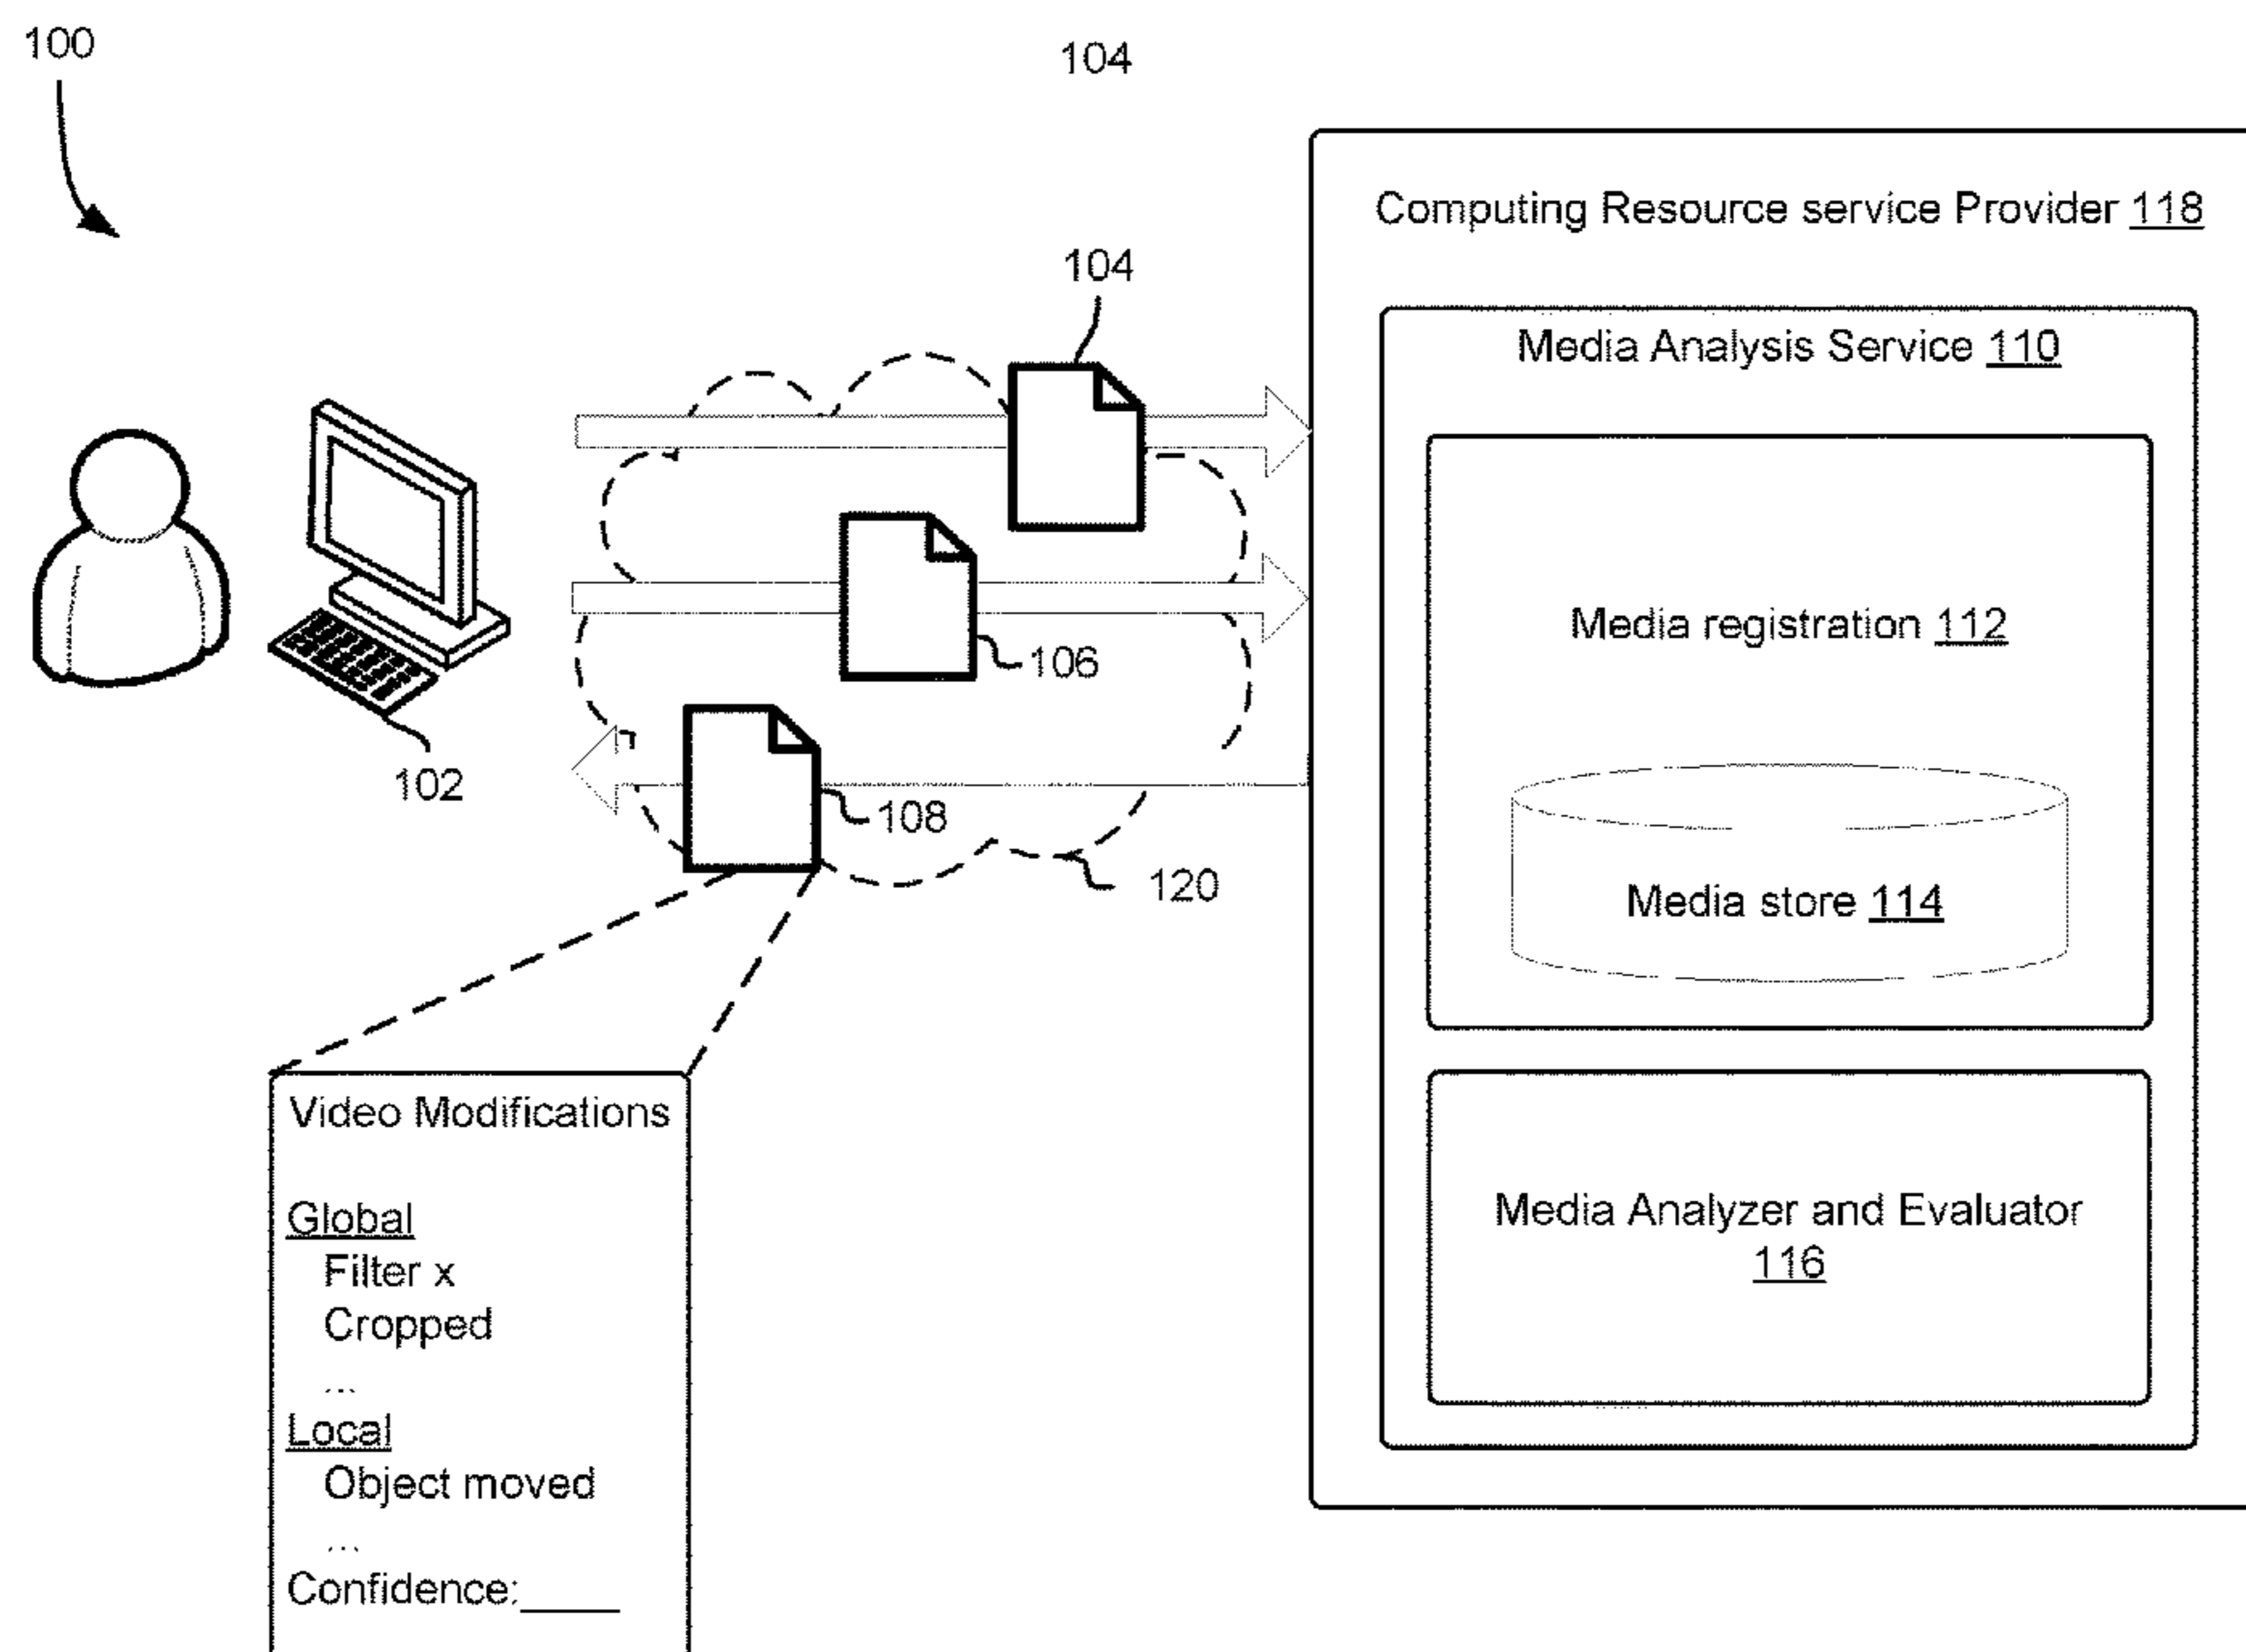 100
104
Computing Resource service Provider 118
104
Media Analysis Service 110
Media registration 112
106
102
108
120
Media store 114
Video Modifications
Global
Filter x
Cropped
...
Local
Object moved
...
Confidence:_____
Media Analyzer and Evaluator
116